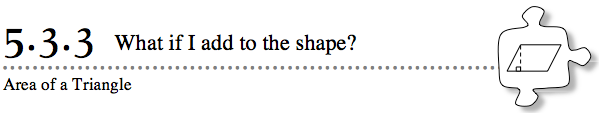 5.3.3 What if I add to the shape?
Area of a Triangle